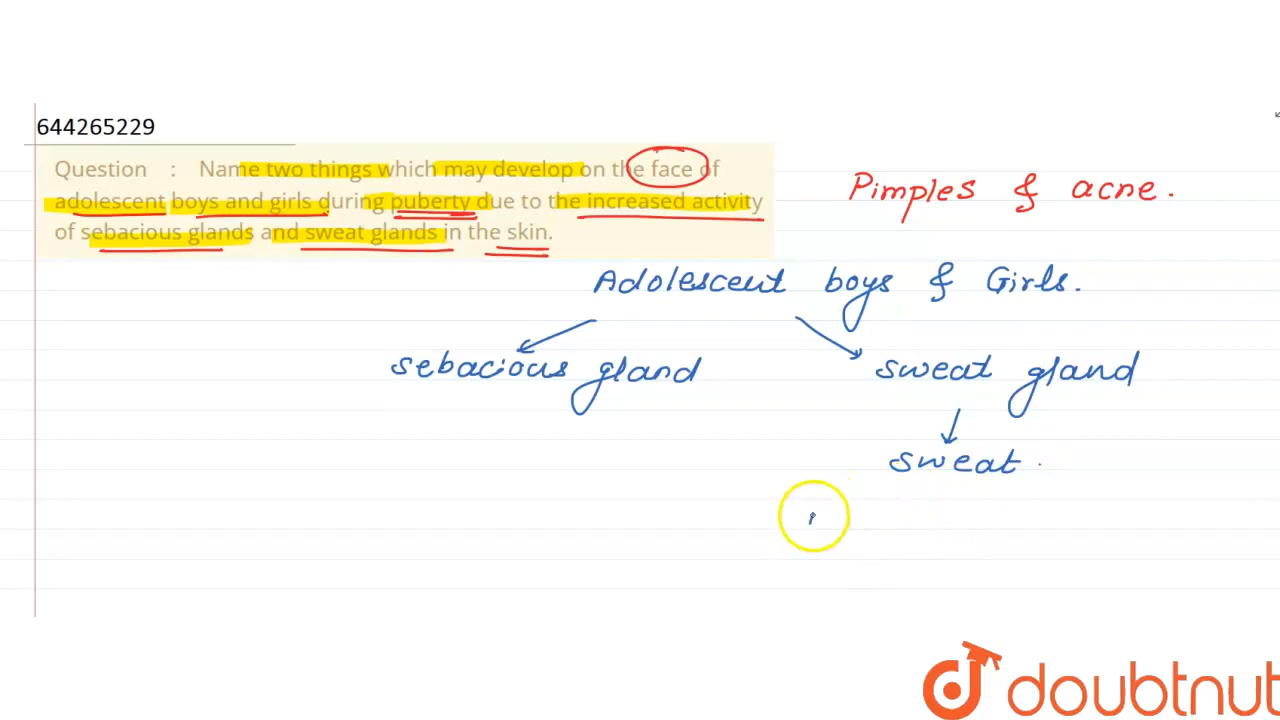 644265229
Question : Name two things which may develop on the face of
adolescent boys and girls during puberty due to the increased activity
of sebacious glands and sweat glands in the skin.
Pimples & acne.
Adolescent boys & Girls.
sebacious gland
sweat gland
sweat.
doubtnut